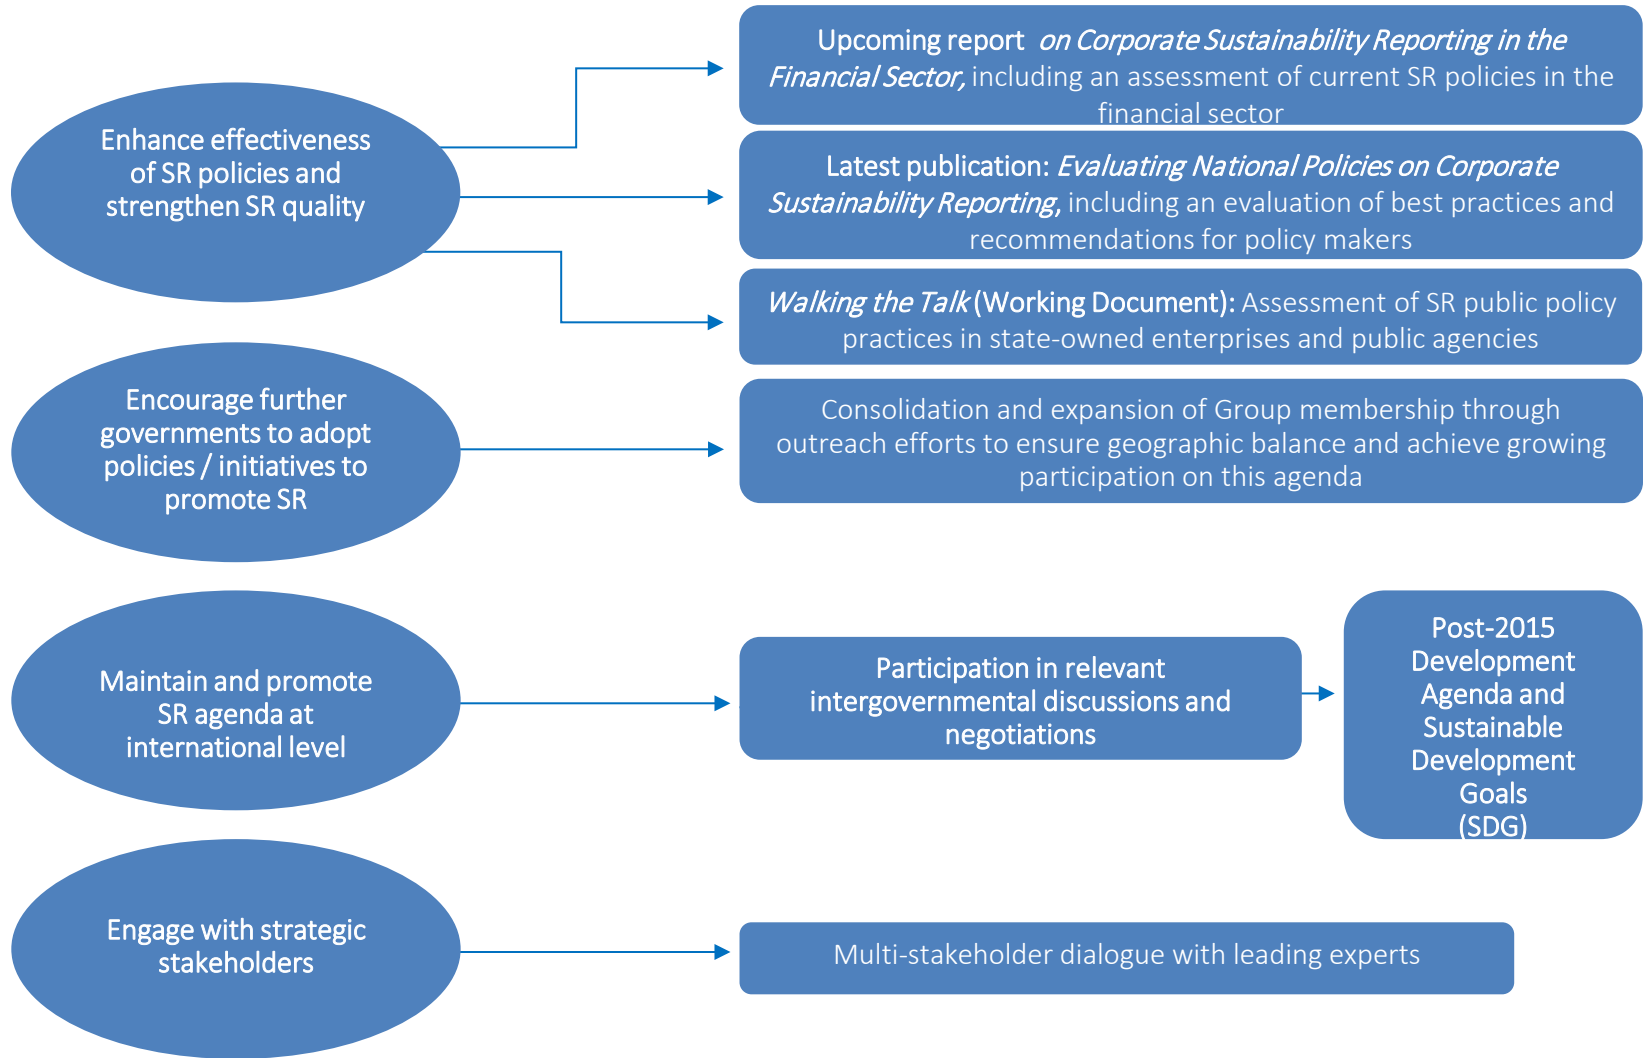 Enhance effectiveness
of SR policies and
strengthen SR quality
Upcoming report on Corporate Sustainability Reporting in the
Financial Sector, including an assessment of current SR policies in the
financial sector
Latest publication: Evaluating National Policies on Corporate
Sustainability Reporting, including an evaluation of best practices and
recommendations for policy makers
Walking the Talk (Working Document): Assessment of SR public policy
practices in state-owned enterprises and public agencies
Encourage further
governments to adopt
policies / initiatives to
promote SR
Consolidation and expansion of Group membership through
outreach efforts to ensure geographic balance and achieve growing
participation on this agenda
Maintain and promote
SR agenda at
international level
Participation in relevant
intergovernmental discussions and
negotiations
Post-2015
Development
Agenda and
Sustainable
Development
Goals
(SDG)
Engage with strategic
stakeholders
Multi-stakeholder dialogue with leading experts